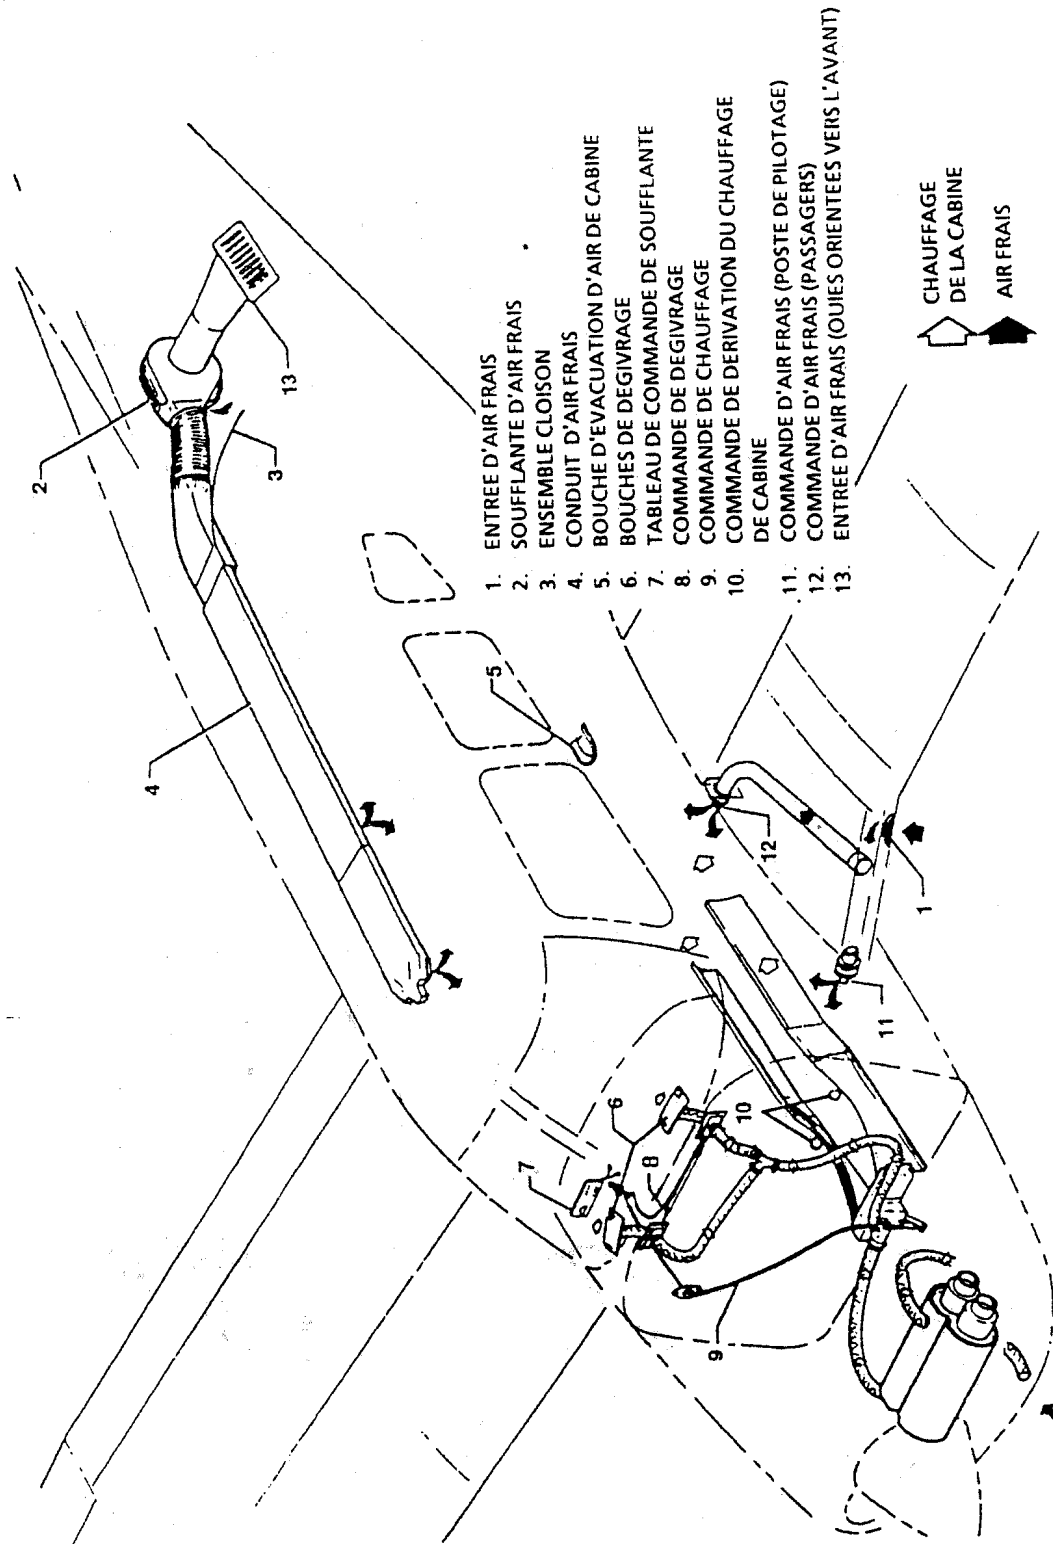 1. ENTREE D'AIR FRAIS
2. SOUFFLANTE D'AIR FRAIS
3. ENSEMBLE CLOISON
4. CONDUIT D'AIR FRAIS
5. BOUCHE D'EVACUATION D'AIR DE CABINE
6. BOUCHES DE DEGIVRAGE
7. TABLEAU DE COMMANDE DE SOUFFLANTE
8. COMMANDE DE DEGIVRAGE
9. COMMANDE DE CHAUFFAGE
10. COMMANDE DE DERIVATION DU CHAUFFAGE
DE CABINE
11. COMMANDE D'AIR FRAIS (POSTE DE PILOTAGE)
12. COMMANDE D'AIR FRAIS (PASSAGERS)
13. ENTREE D'AIR FRAIS (OUIES ORIENTEES VERS L'AVANT)
CHAUFFAGE
DE LA CABINE
AIR FRAIS
2
13
3
4
5
12
1
11
10
6
7
8
9